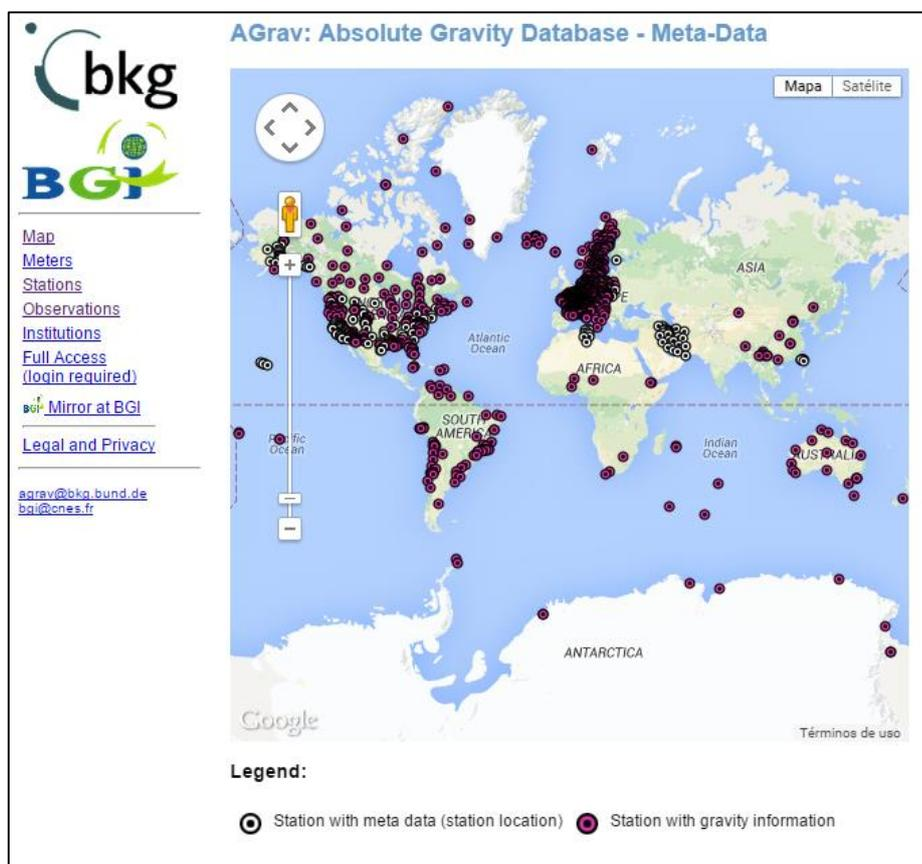 AGrav: Absolute Gravity Database - Meta-Data
bkg
BGI
Map
Meters
Stations
Observations
Institutions
Full Access
(login required)
BGI Mirror at BGI
Legal and Privacy
agrav@bkg.bund.de
bgi@cnes.fr
Mapa Satélite
ASIA
Atlantic
Ocean
AFRICA
SOUTH
AMERICA
Pacific
Ocean
Indian
Ocean
AUSTRALIA
ANTARCTICA
Google
Términos de uso
Legend:
Station with meta data (station location) Station with gravity information